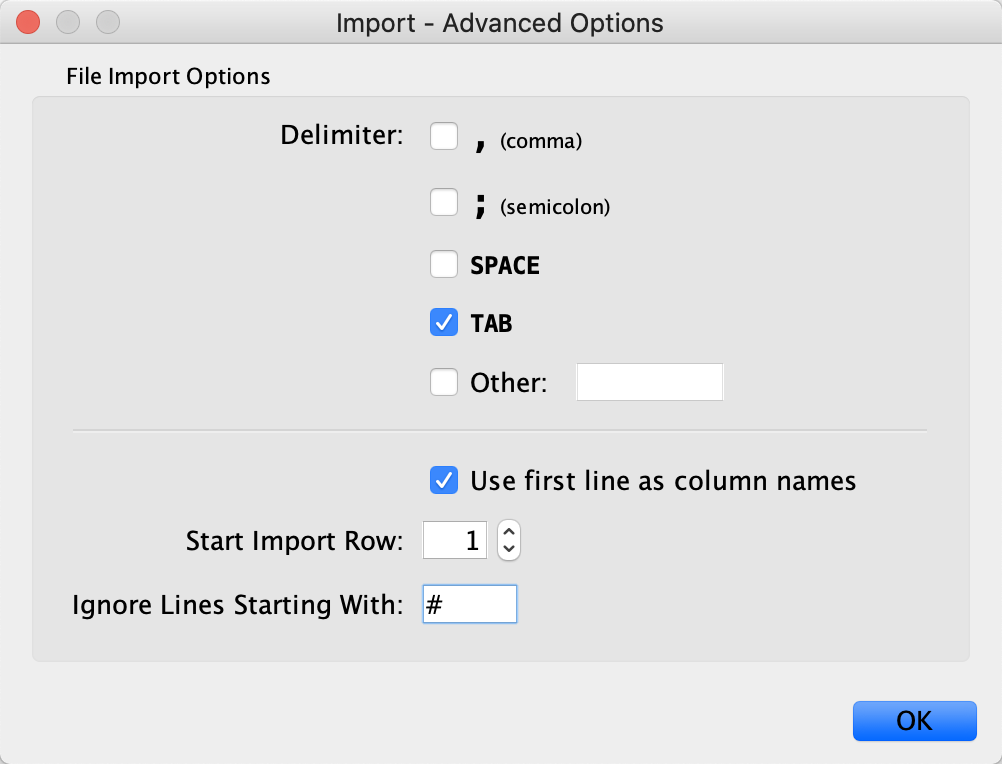 Import - Advanced Options
File Import Options
Delimiter: , (comma)
; (semicolon)
SPACE
TAB
Other:
Use first line as column names
Start Import Row: 1
Ignore Lines Starting With: #
OK